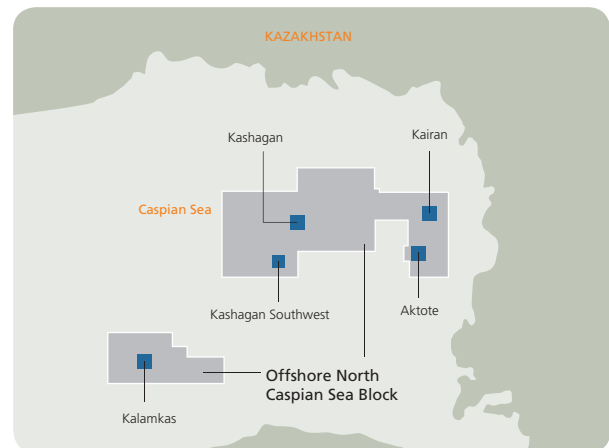 KAZAKHSTAN
Kashagan
Kairan
Caspian Sea
Kashagan Southwest
Aktote
Offshore North
Caspian Sea Block
Kalamkas